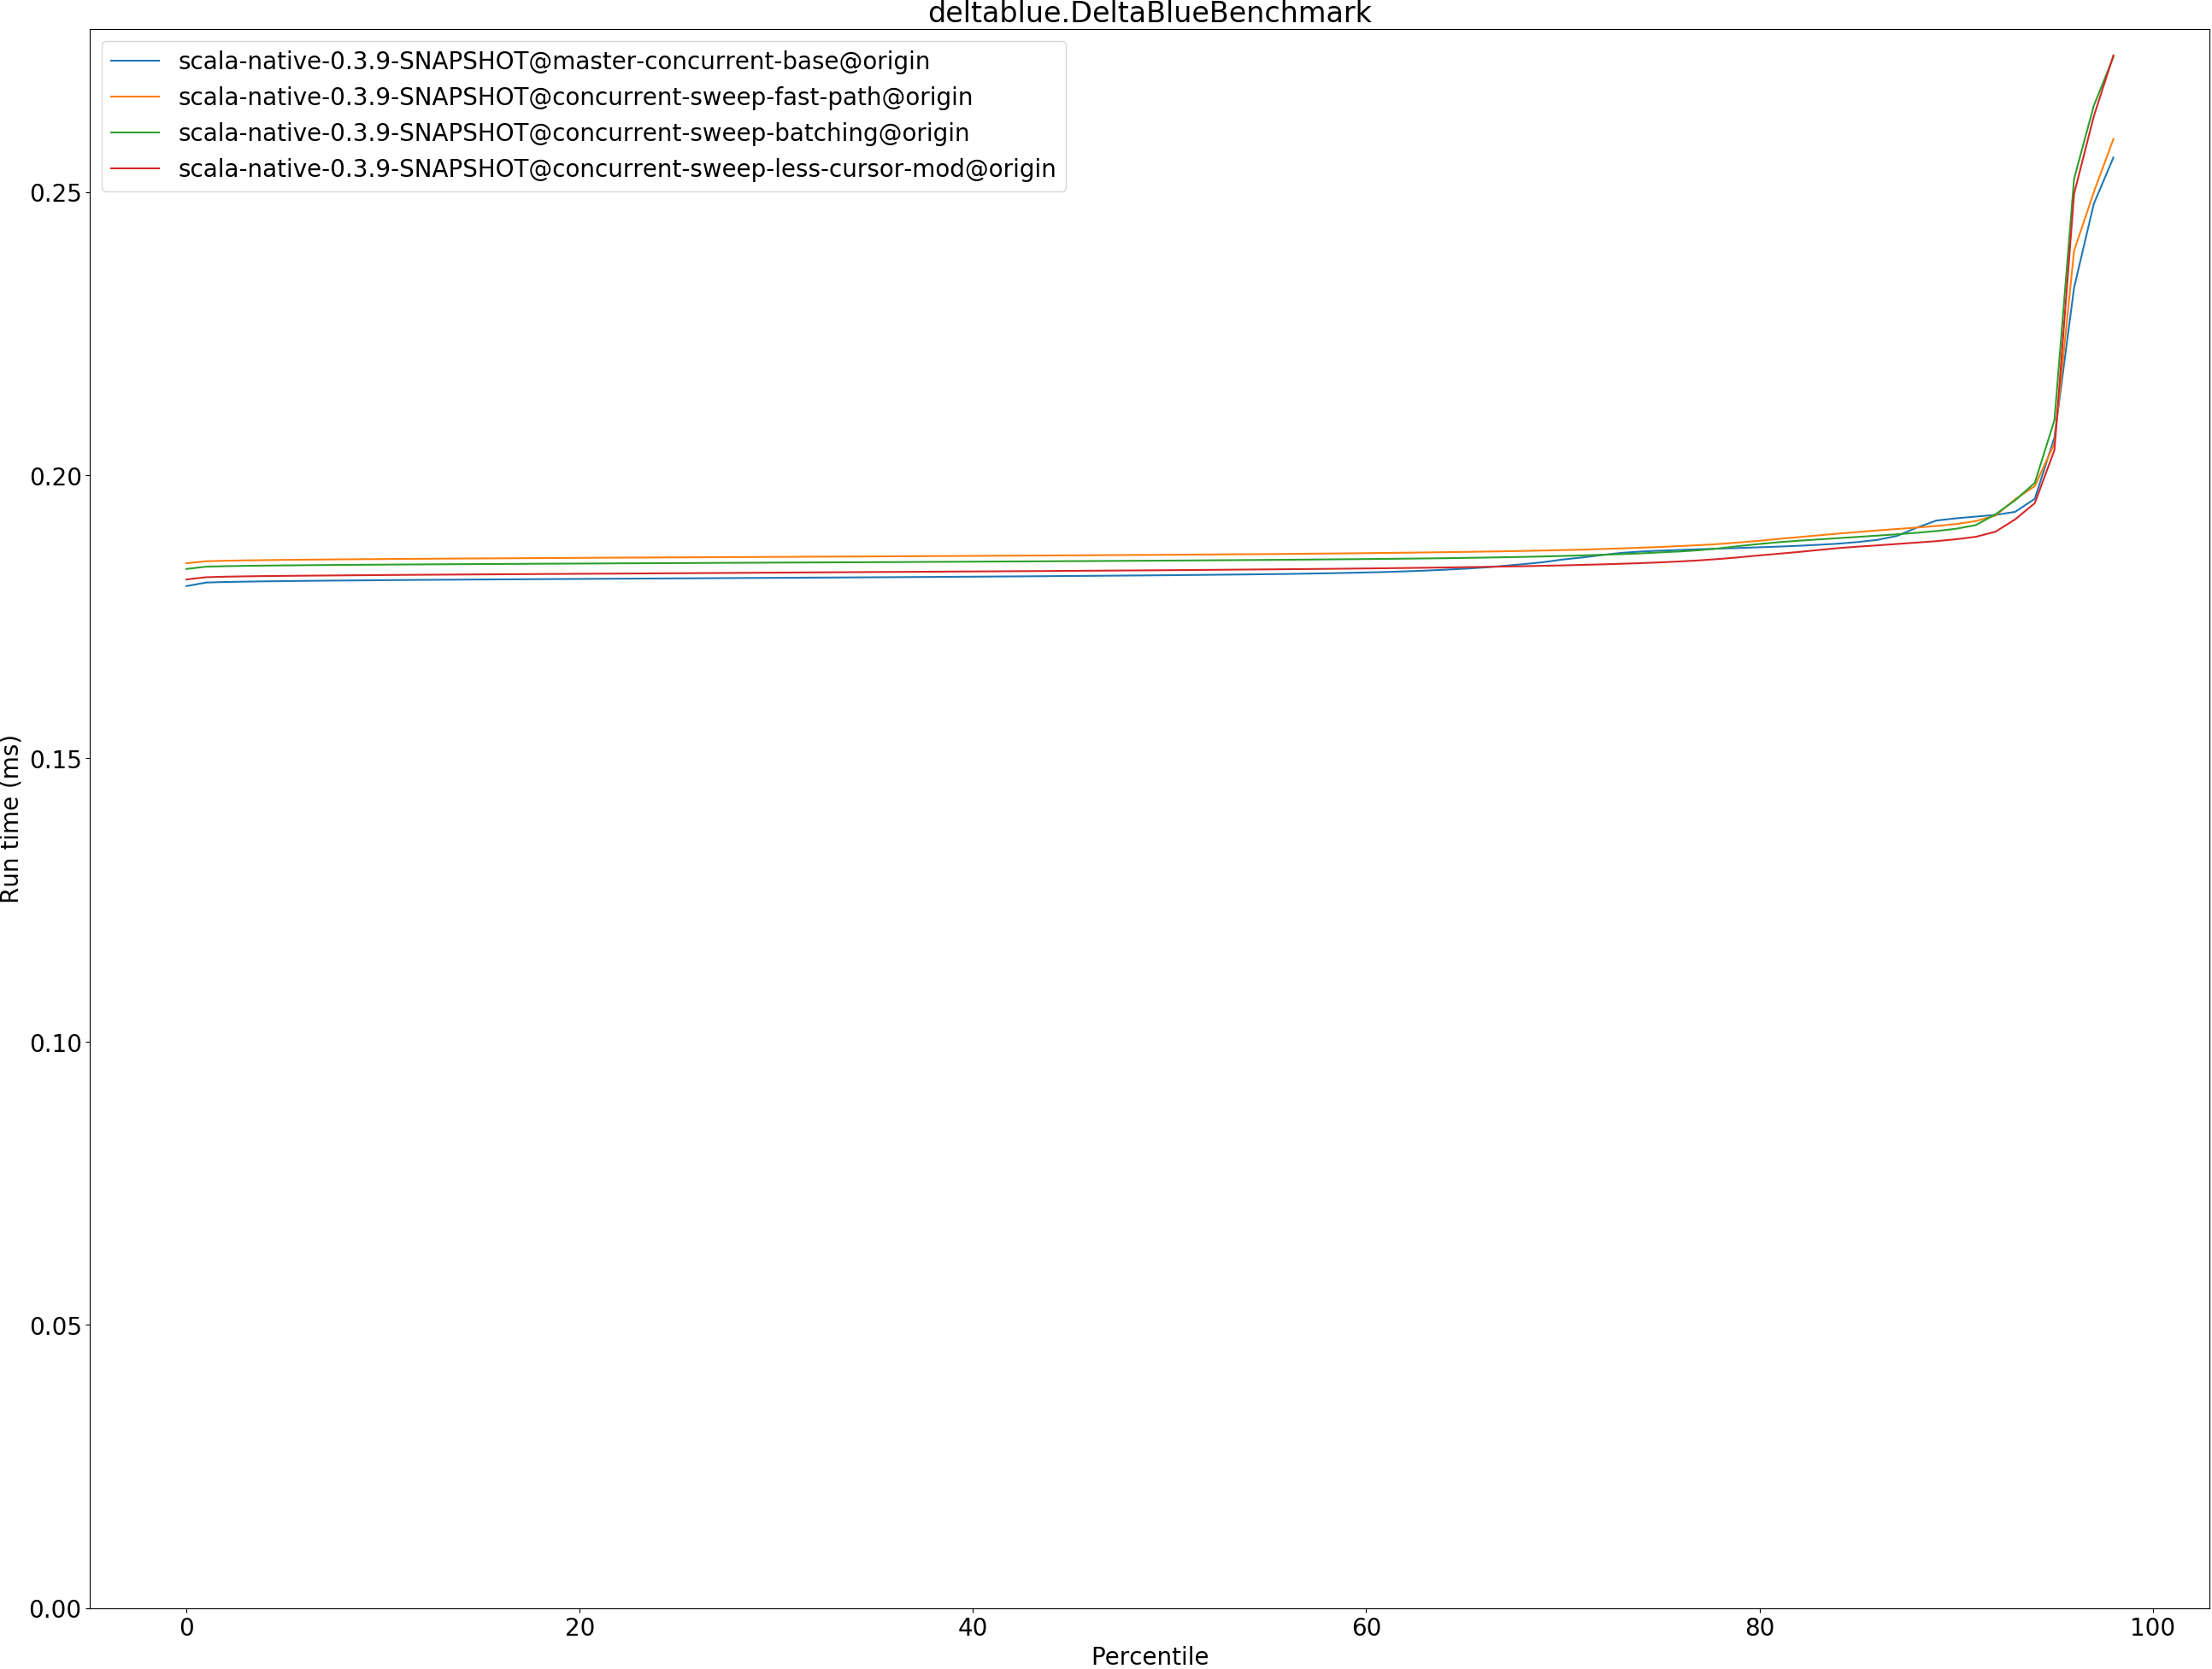 deltablue.DeltaBlueBenchmark
scala-native-0.3.9-SNAPSHOT@master-concurrent-base@origin
scala-native-0.3.9-SNAPSHOT@concurrent-sweep-fast-path@origin
scala-native-0.3.9-SNAPSHOT@concurrent-sweep-batching@origin
scala-native-0.3.9-SNAPSHOT@concurrent-sweep-less-cursor-mod@origin
0.25
0.20
0.15
0.10
0.05
0.00
Run time (ms)
0 20 40 60 80 100
Percentile